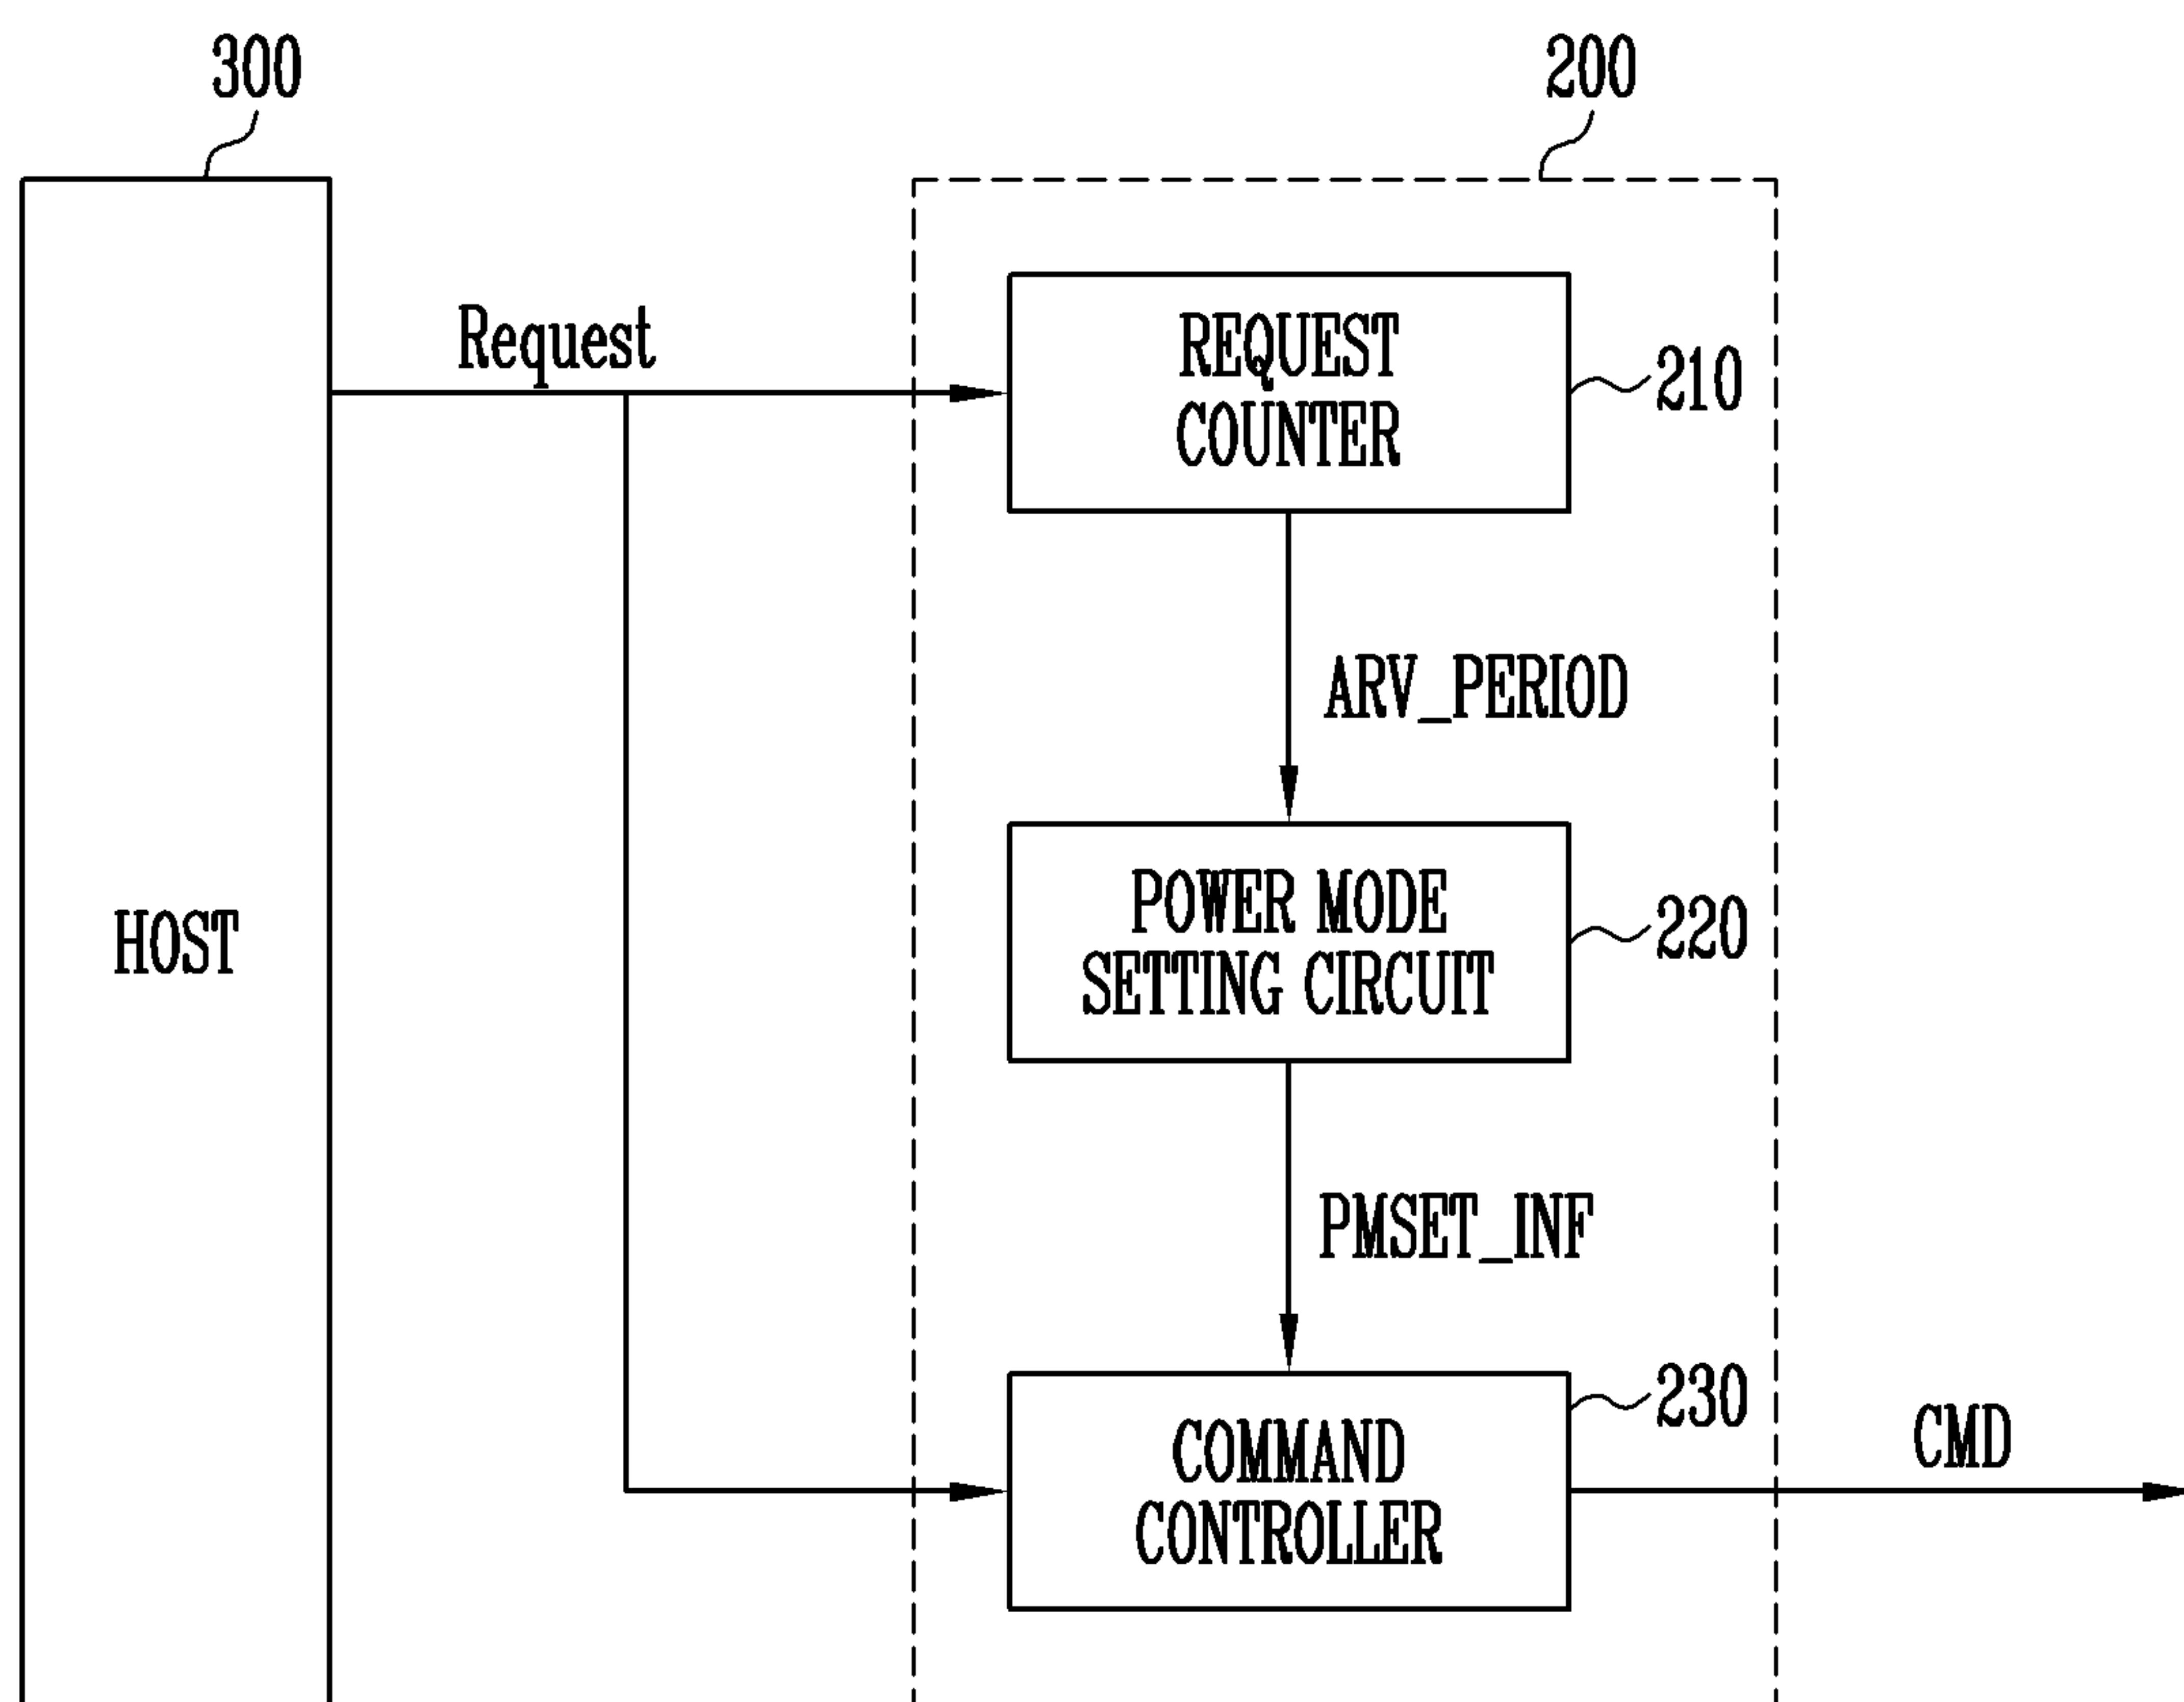 300
200
Request
REQUEST
COUNTER
210
ARV_PERIOD
HOST
POWER MODE
SETTING CIRCUIT
220
PMSET_INF
230
COMMAND
CONTROLLER
CMD